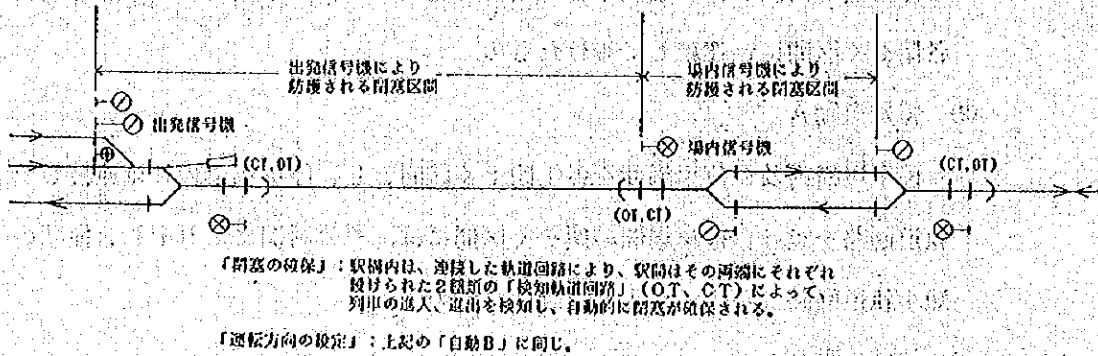 出発信号機により
防護される閉塞区間
場内信号機により
防護される閉塞区間
出発信号機
場内信号機
(CT,OT)
(CT,OT)
(OT,CT)
「閉塞の確保」:駅構内は、連続した軌道回路により、駅間はその両端にそれぞれ
設けられた2種類の「検知軌道回路」(OT、CT)によって、
列車の進入、進出を検知し、自動的に閉塞が確保される。
「運転方向の設定」:上記の「自動B」に同じ。